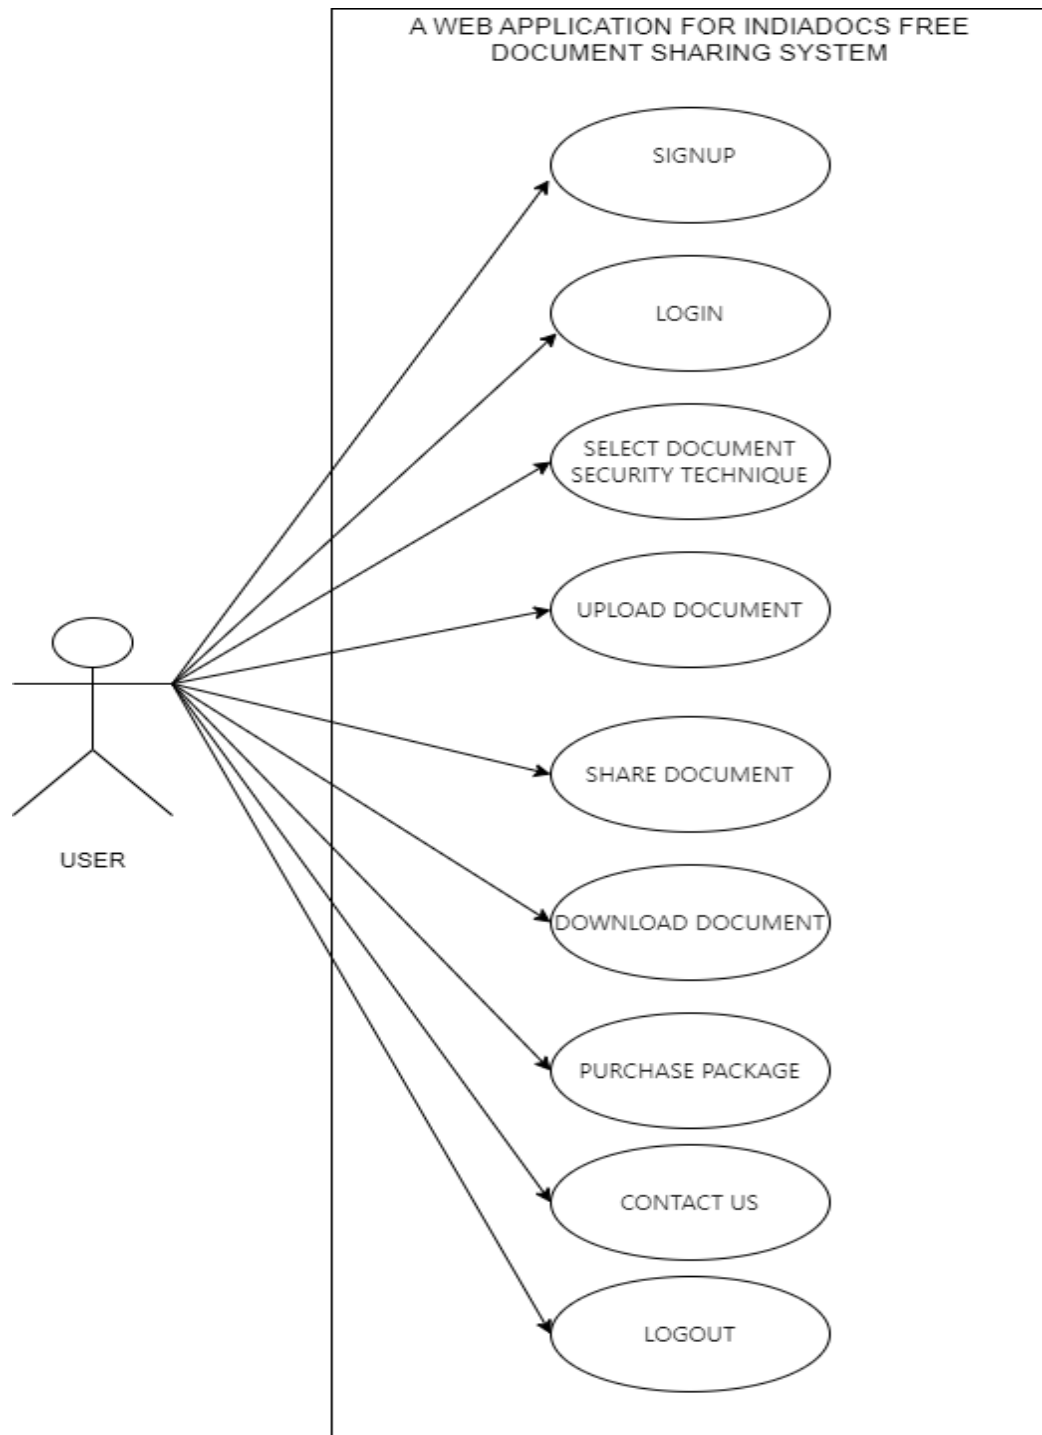 A WEB APPLICATION FOR INDIADOCS FREE
DOCUMENT SHARING SYSTEM
SIGNUP
LOGIN
SELECT DOCUMENT
SECURITY TECHNIQUE
UPLOAD DOCUMENT
SHARE DOCUMENT
USER
DOWNLOAD DOCUMENT
PURCHASE PACKAGE
CONTACT US
LOGOUT